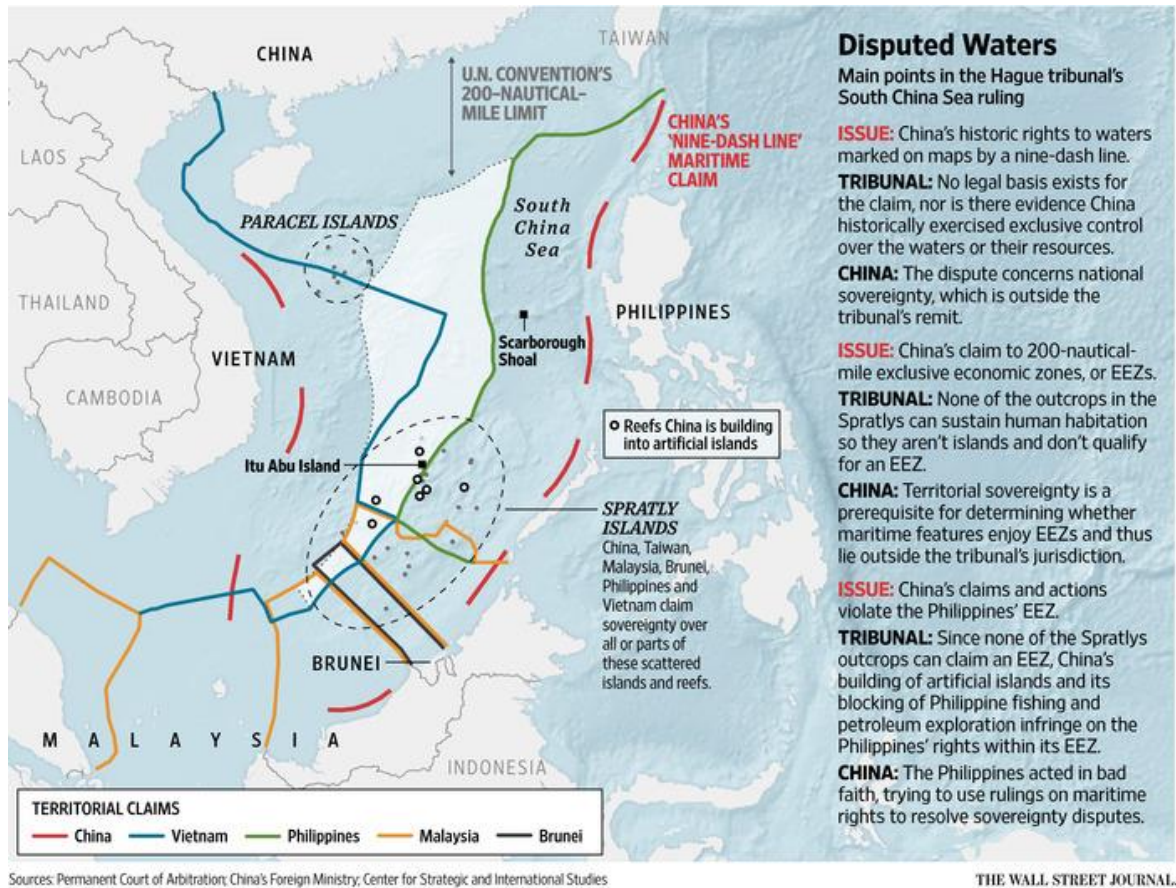 CHINA
TAIWAN
U.N. CONVENTION'S
200-NAUTICAL-
MILE LIMIT
CHINA'S
'NINE-DASH LINE'
MARITIME
CLAIM
LAOS
PARACEL ISLANDS
South
China
Sea
THAILAND
PHILIPPINES
Scarborough
Shoal
VIETNAM
CAMBODIA
Reefs China is building
into artificial islands
Itu Abu Island
SPRATLY
ISLANDS
China, Taiwan,
Malaysia, Brunei,
Philippines and
Vietnam claim
sovereignty over
all or parts of
these scattered
islands and reefs.
BRUNEI
MALAYSIA
INDONESIA
TERRITORIAL CLAIMS
China Vietnam Philippines Malaysia Brunei
Disputed Waters
Main points in the Hague tribunal's
South China Sea ruling
ISSUE: China's historic rights to waters
marked on maps by a nine-dash line.
TRIBUNAL: No legal basis exists for
the claim, nor is there evidence China
historically exercised exclusive control
over the waters or their resources.
CHINA: The dispute concerns national
sovereignty, which is outside the
tribunal's remit.
ISSUE: China's claim to 200-nautical-
mile exclusive economic zones, or EEZs.
TRIBUNAL: None of the outcrops in the
Spratlys can sustain human habitation
so they aren't islands and don't qualify
for an EEZ.
CHINA: Territorial sovereignty is a
prerequisite for determining whether
maritime features enjoy EEZs and thus
lie outside the tribunal's jurisdiction.
ISSUE: China's claims and actions
violate the Philippines' EEZ.
TRIBUNAL: Since none of the Spratlys
outcrops can claim an EEZ, China's
building of artificial islands and its
blocking of Philippine fishing and
petroleum exploration infringe on the
Philippines' rights within its EEZ.
CHINA: The Philippines acted in bad
faith, trying to use rulings on maritime
rights to resolve sovereignty disputes.
Sources: Permanent Court of Arbitration; China's Foreign Ministry; Center for Strategic and International Studies
THE WALL STREET JOURNAL.